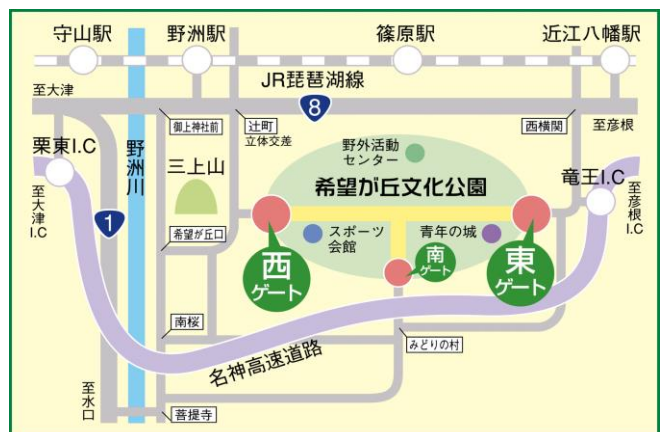 守山駅
野洲駅
篠原駅
近江八幡駅
JR琵琶湖線
至大津
8
御上神社前
辻町
立体交差
西横関
至彦根
栗東I.C
野洲川
三上山
野外活動
センター
希望が丘文化公園
竜王I.C
至大津I.C
1
希望が丘口
スポーツ
会館
青年の城
至彦根I.C
西
ゲート
南
ゲート
東
ゲート
南桜
みどりの村
名神高速道路
至水口
菩提寺